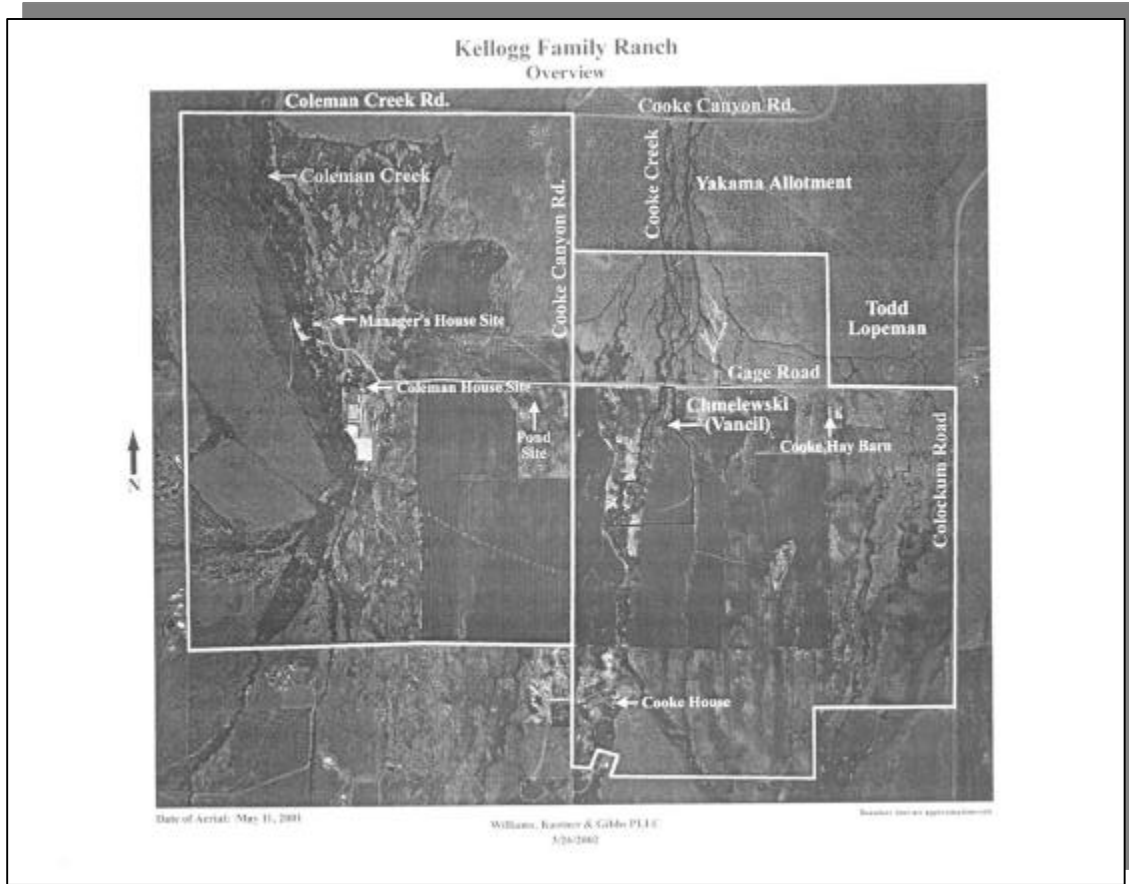 Kellogg Family Ranch
Overview
Coleman Creek Rd.
Cooke Canyon Rd.
Coleman Creek
Cooke Creek
Yakama Allotment
Cooke Canyon Rd.
Manager's House Site
Todd
Lopeman
Gage Road
Coleman House Site
Chmelewski
(Vancil)
Pond
Site
Cooke Hay Barn
Colockum Road
N
Cooke House
Date of Aerial: May 11, 2001
Williams, Kastner & Gibbs PLLC
3/26/2002